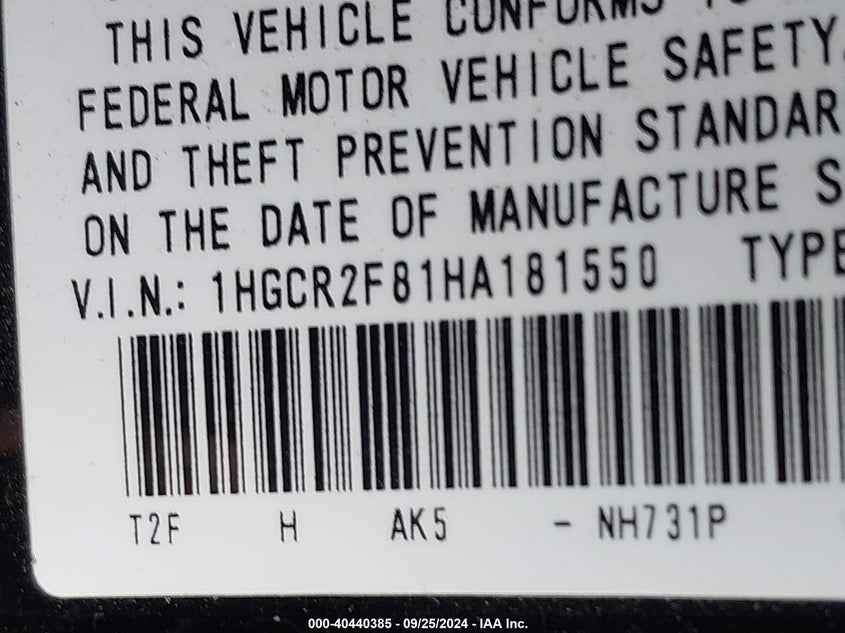 THIS VEHICLE CONFORMS TO
FEDERAL MOTOR VEHICLE SAFETY,
AND THEFT PREVENTION STANDAR
ON THE DATE OF MANUFACTURE S
V.I.N.: 1HGCR2F81HA181550 TYPE
T2F H AK5 - NH731P
000-40440385 - 09/25/2024 - IAA Inc.